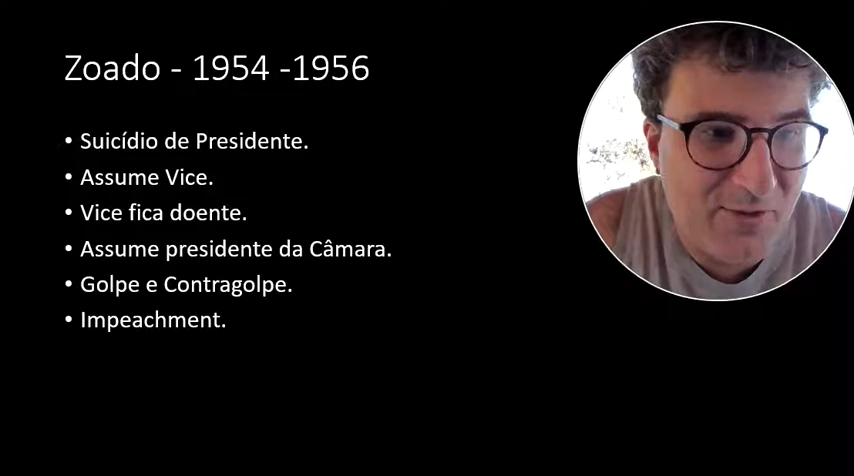 Zoado - 1954 -1956
• Suicídio de Presidente.
• Assume Vice.
• Vice fica doente.
• Assume presidente da Câmara.
• Golpe e Contragolpe.
• Impeachment.